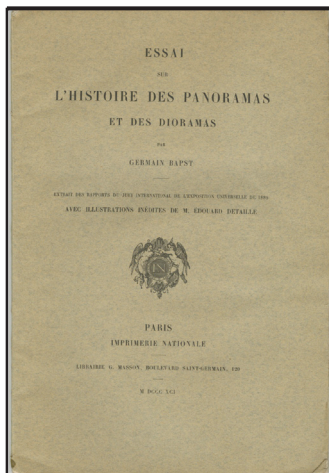 ESSAI
SUR
L'HISTOIRE DES PANORAMAS
ET DES DIORAMAS
PAR
GERMAIN BAPST
EXTRAIT DES RAPPORTS DU JURY INTERNATIONAL DE L'EXPOSITION UNIVERSELLE DE 1889
AVEC ILLUSTRATIONS INÉDITES DE M. ÉDOUARD DETAILLE
PARIS
IMPRIMERIE NATIONALE
LIBRAIRIE G. MASSON, BOULEVARD SAINT-GERMAIN, 120
M DCCC XCI